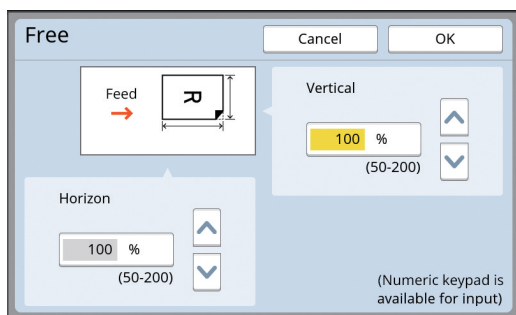 Free
Cancel
OK
Feed
R
Vertical
100 %
(50-200)
Horizon
100 %
(50-200)
(Numeric keypad is
available for input)